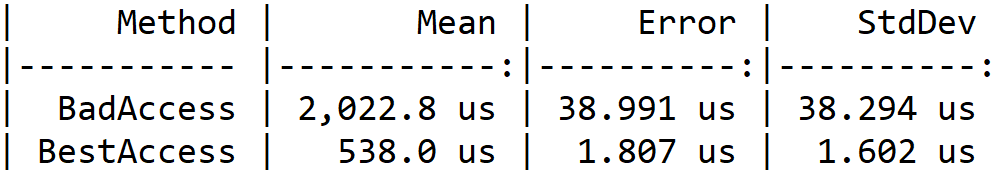 |     Method |       Mean |     Error |    StdDev
|----------- |-----------:|----------:|----------:
|  BadAccess | 2,022.8 us | 38.991 us | 38.294 us
| BestAccess |   538.0 us |  1.807 us |  1.602 us